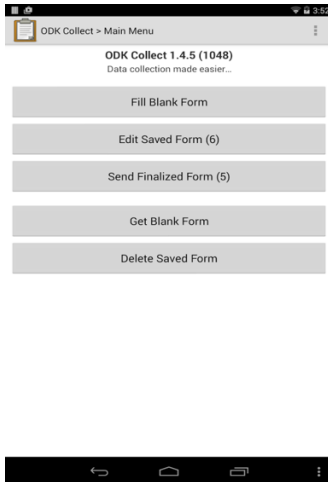 3:52
ODK Collect > Main Menu
ODK Collect 1.4.5 (1048)
Data collection made easier...
Fill Blank Form
Edit Saved Form (6)
Send Finalized Form (5)
Get Blank Form
Delete Saved Form